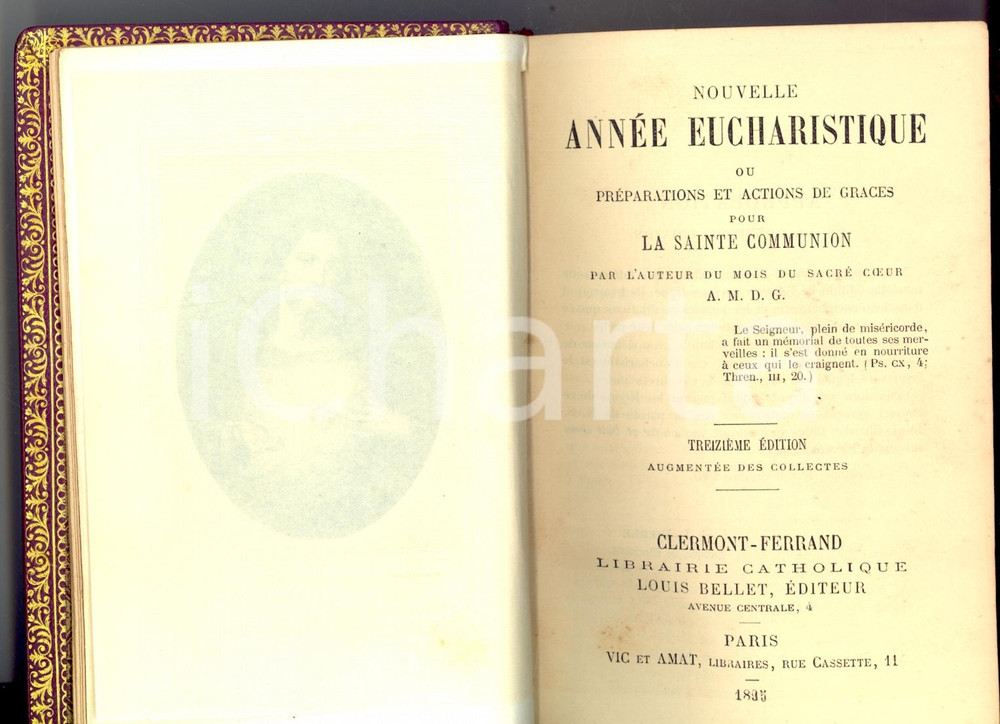 NOUVELLE
ANNÉE EUCHARISTIQUE
OU
PRÉPARATIONS ET ACTIONS DE GRACES
POUR
LA SAINTE COMMUNION
PAR L'AUTEUR DU MOIS DU SACRÉ CŒUR
A. M. D. G.
Le Seigneur, plein de miséricorde,
a fait un mémorial de toutes ses mer-
veilles : il s'est donné en nourriture
à ceux qui le craignent. (Ps. CX, 4;
Thren., III, 20.)
TREIZIÈME ÉDITION
AUGMENTÉE DES COLLECTES
CLERMONT-FERRAND
LIBRAIRIE CATHOLIQUE
LOUIS BELLET, ÉDITEUR
AVENUE CENTRALE, 4
PARIS
VIC ET AMAT, LIBRAIRES, RUE CASSETTE, 11
1895
iCharta